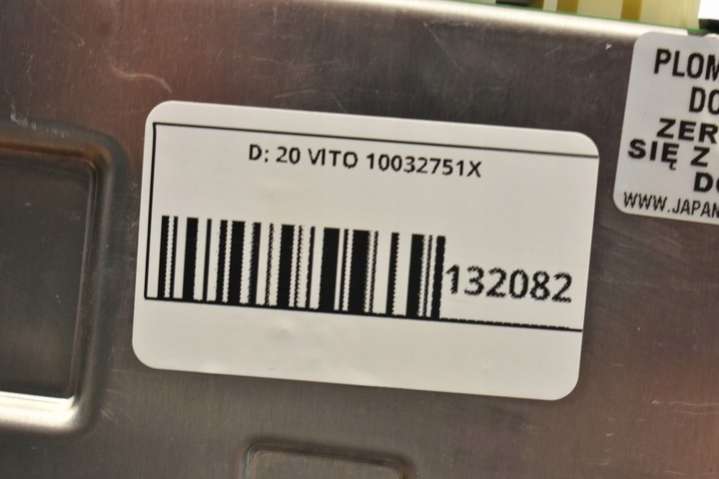 D: 20 VITO 10032751X
132082
PLOM
DO
ZER
SIĘ Z
DO
WWW.JAPAN